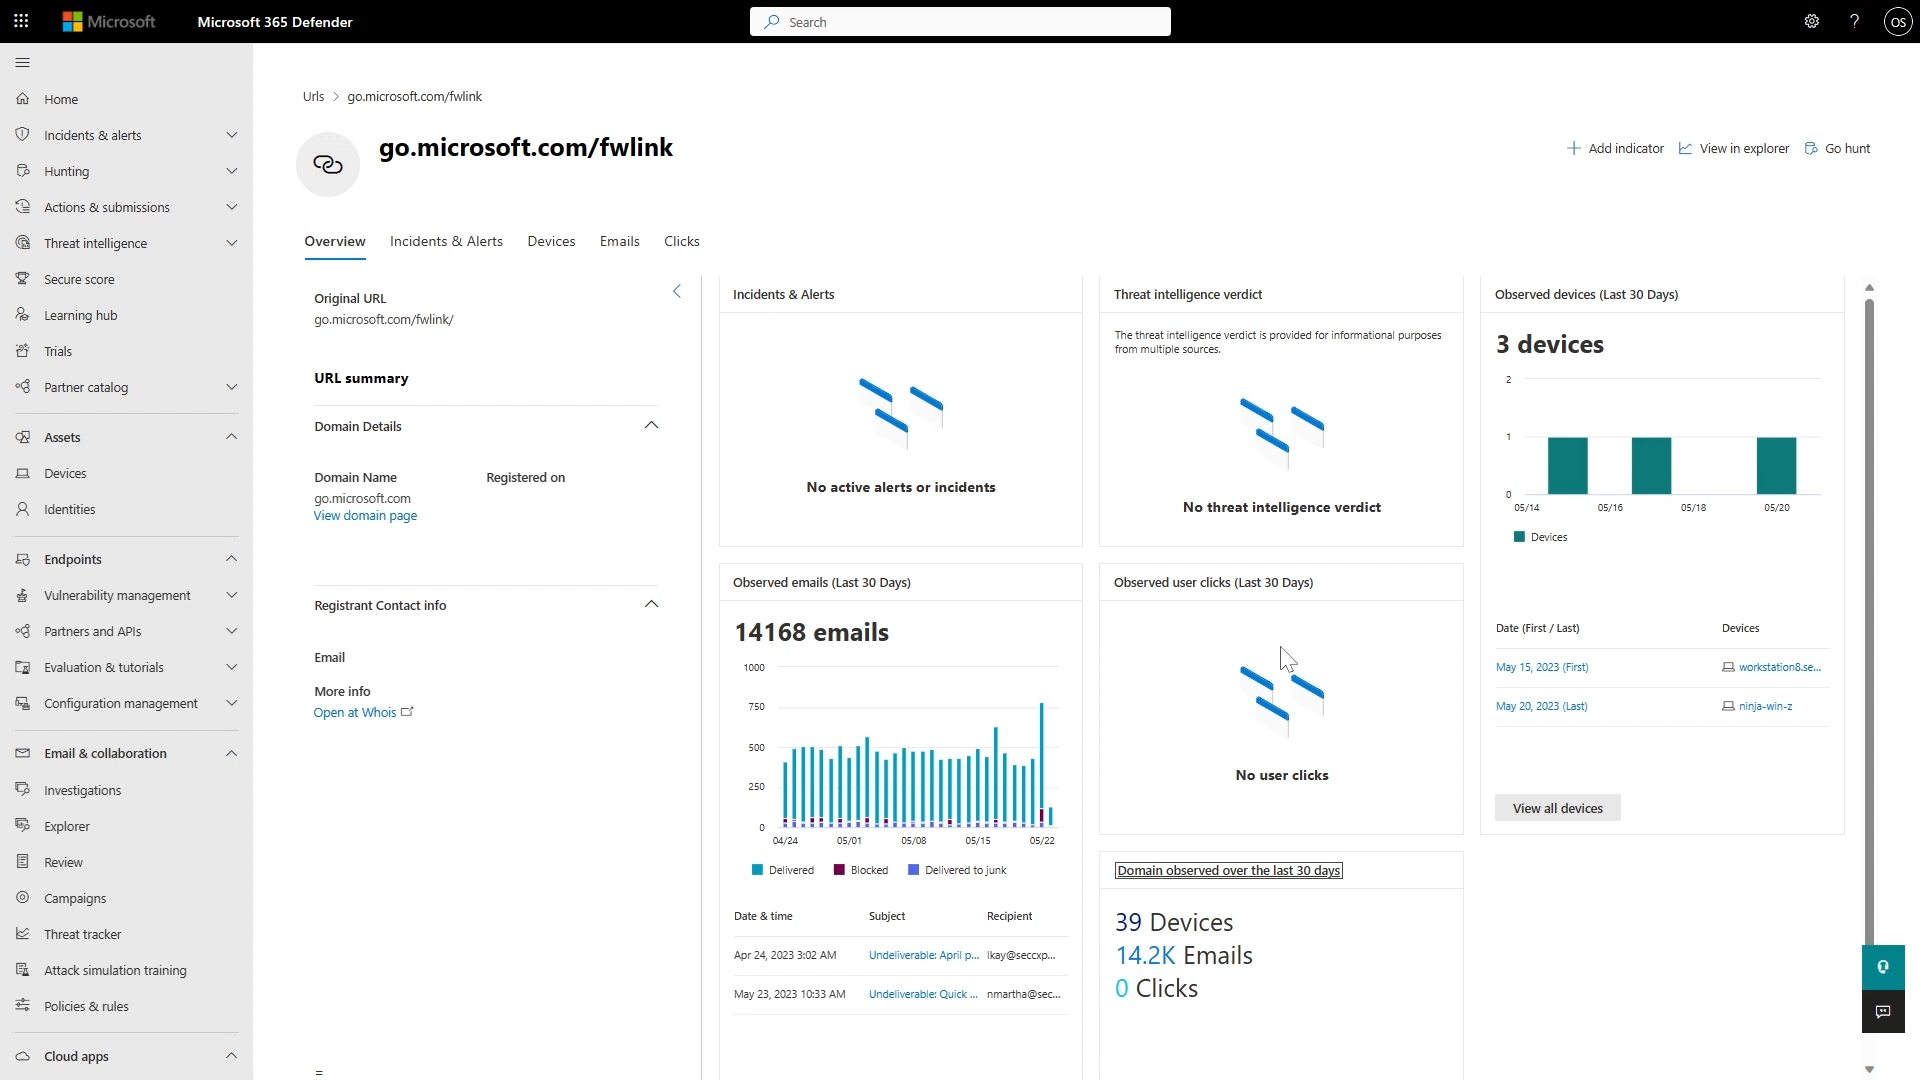 Microsoft
Microsoft 365 Defender
Search
OS
Home
Incidents & alerts
Hunting
Actions & submissions
Threat intelligence
Secure score
Learning hub
Trials
Partner catalog
Assets
Devices
Identities
Endpoints
Vulnerability management
Partners and APIs
Evaluation & tutorials
Configuration management
Email & collaboration
Investigations
Explorer
Review
Campaigns
Threat tracker
Attack simulation training
Policies & rules
Cloud apps
Urls > go.microsoft.com/fwlink
go.microsoft.com/fwlink
Add indicator
View in explorer
Go hunt
Overview
Incidents & Alerts
Devices
Emails
Clicks
Original URL
go.microsoft.com/fwlink/
URL summary
Domain Details
Domain Name Registered on
go.microsoft.com
View domain page
Registrant Contact info
Email
More info
Open at Whois
Incidents & Alerts
No active alerts or incidents
Threat intelligence verdict
The threat intelligence verdict is provided for informational purposes
from multiple sources.
No threat intelligence verdict
Observed devices (Last 30 Days)
3 devices
2
1
0
05/14 05/16 05/18 05/20
Devices
Date (First / Last) Devices
May 15, 2023 (First) workstation8.se...
May 20, 2023 (Last) ninja-win-z
View all devices
Observed emails (Last 30 Days)
14168 emails
1000
750
500
250
0
04/24 05/01 05/08 05/15 05/22
Delivered Blocked Delivered to junk
Date & time Subject Recipient
Apr 24, 2023 3:02 AM Undeliverable: April p... lkay@seccxp...
May 23, 2023 10:33 AM Undeliverable: Quick ... nmartha@sec...
Observed user clicks (Last 30 Days)
No user clicks
Domain observed over the last 30 days
39 Devices
14.2K Emails
0 Clicks